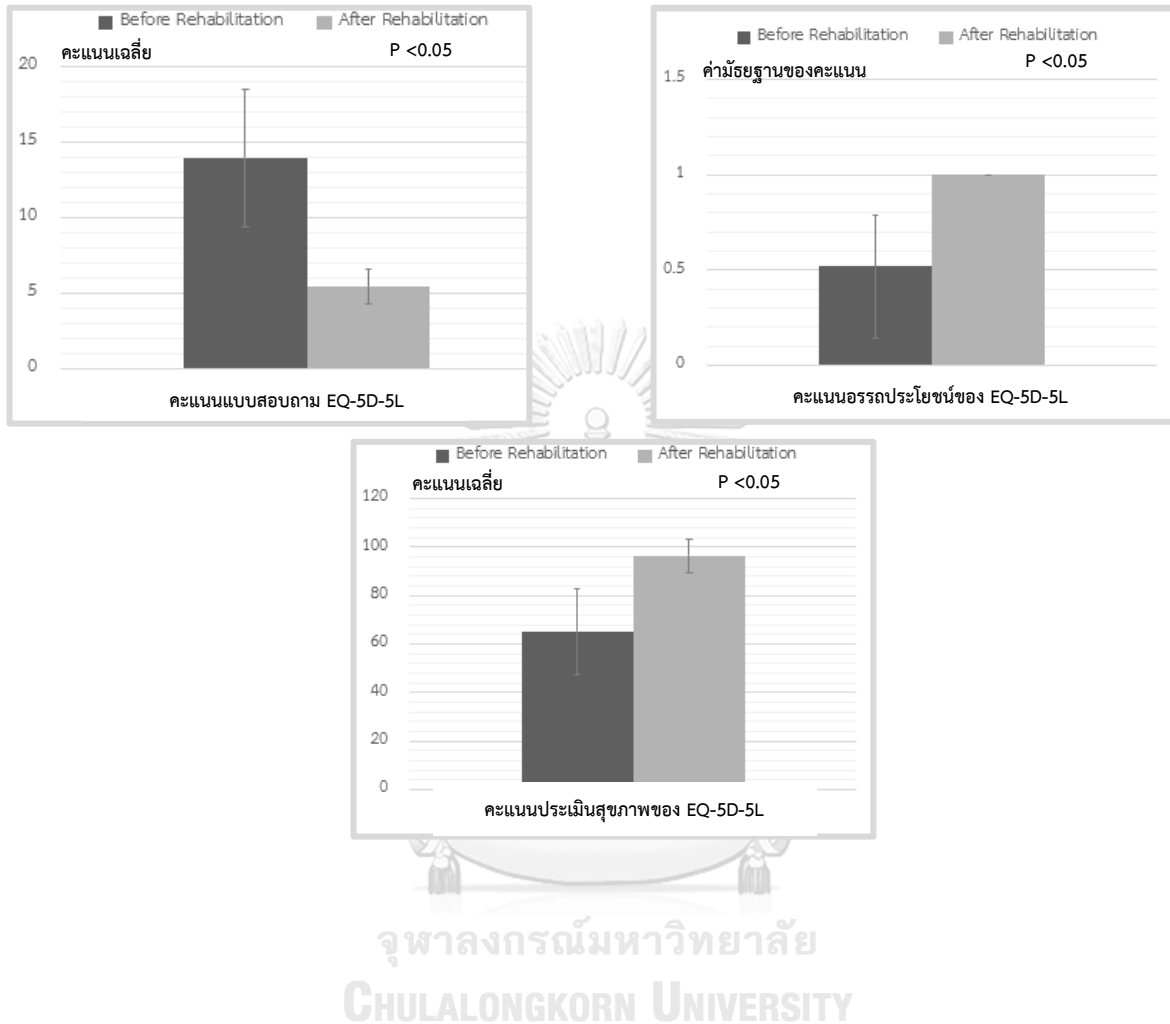 Before Rehabilitation After Rehabilitation
คะแนนเฉลี่ย P <0.05
20
15
10
5
0
คะแนนแบบสอบถาม EQ-5D-5L
Before Rehabilitation After Rehabilitation
ค่ามัธยฐานของคะแนน P <0.05
1.5
1
0.5
0
คะแนนอรรถประโยชน์ของ EQ-5D-5L
Before Rehabilitation After Rehabilitation
คะแนนเฉลี่ย P <0.05
120
100
80
60
40
20
0
คะแนนประเมินสุขภาพของ EQ-5D-5L
จุฬาลงกรณ์มหาวิทยาลัย
CHULALONGKORN UNIVERSITY